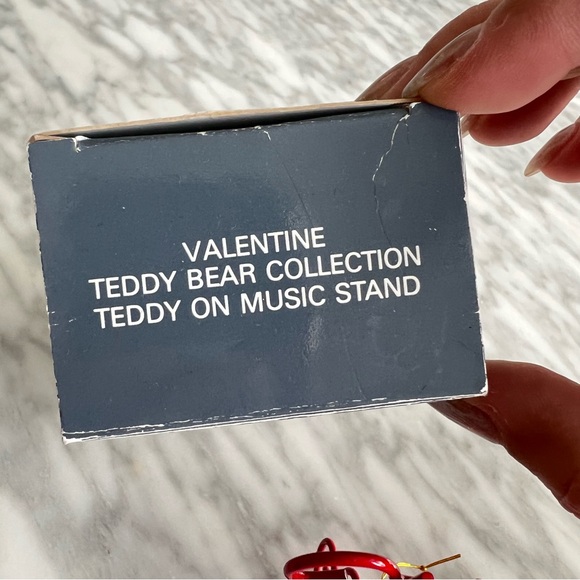 VALENTINE
TEDDY BEAR COLLECTION
TEDDY ON MUSIC STAND